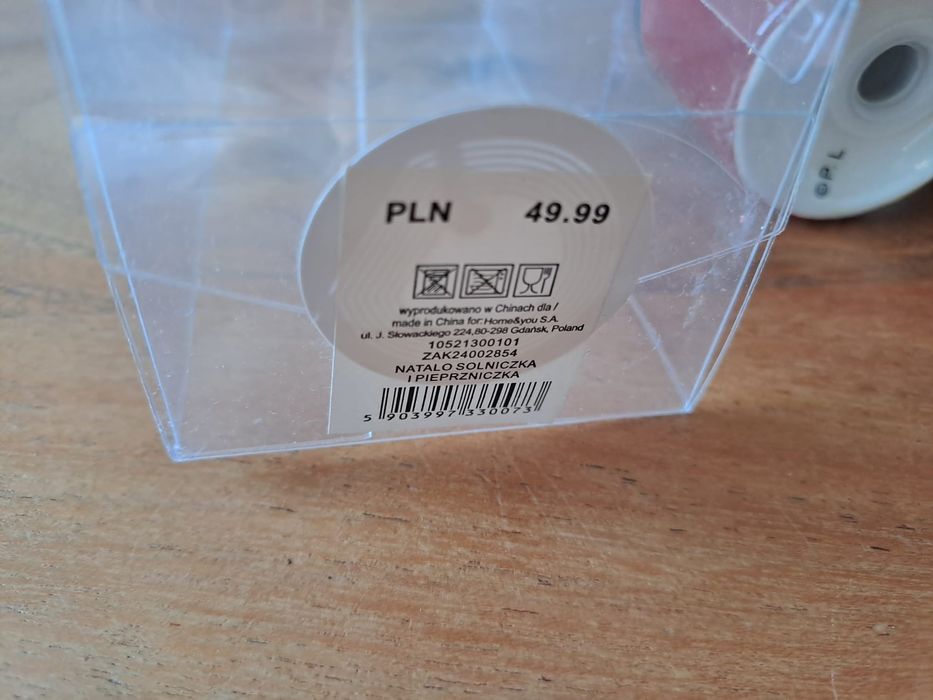 PLN 49.99
wyprodukowano w Chinach dla /
made in China for: Home&you S.A.
ul. J. Słowackiego 224,80-298 Gdańsk, Poland
10521300101
ZAK24002854
NATALO SOLNICZKA
I PIEPRZNICZKA
5 903997 330073